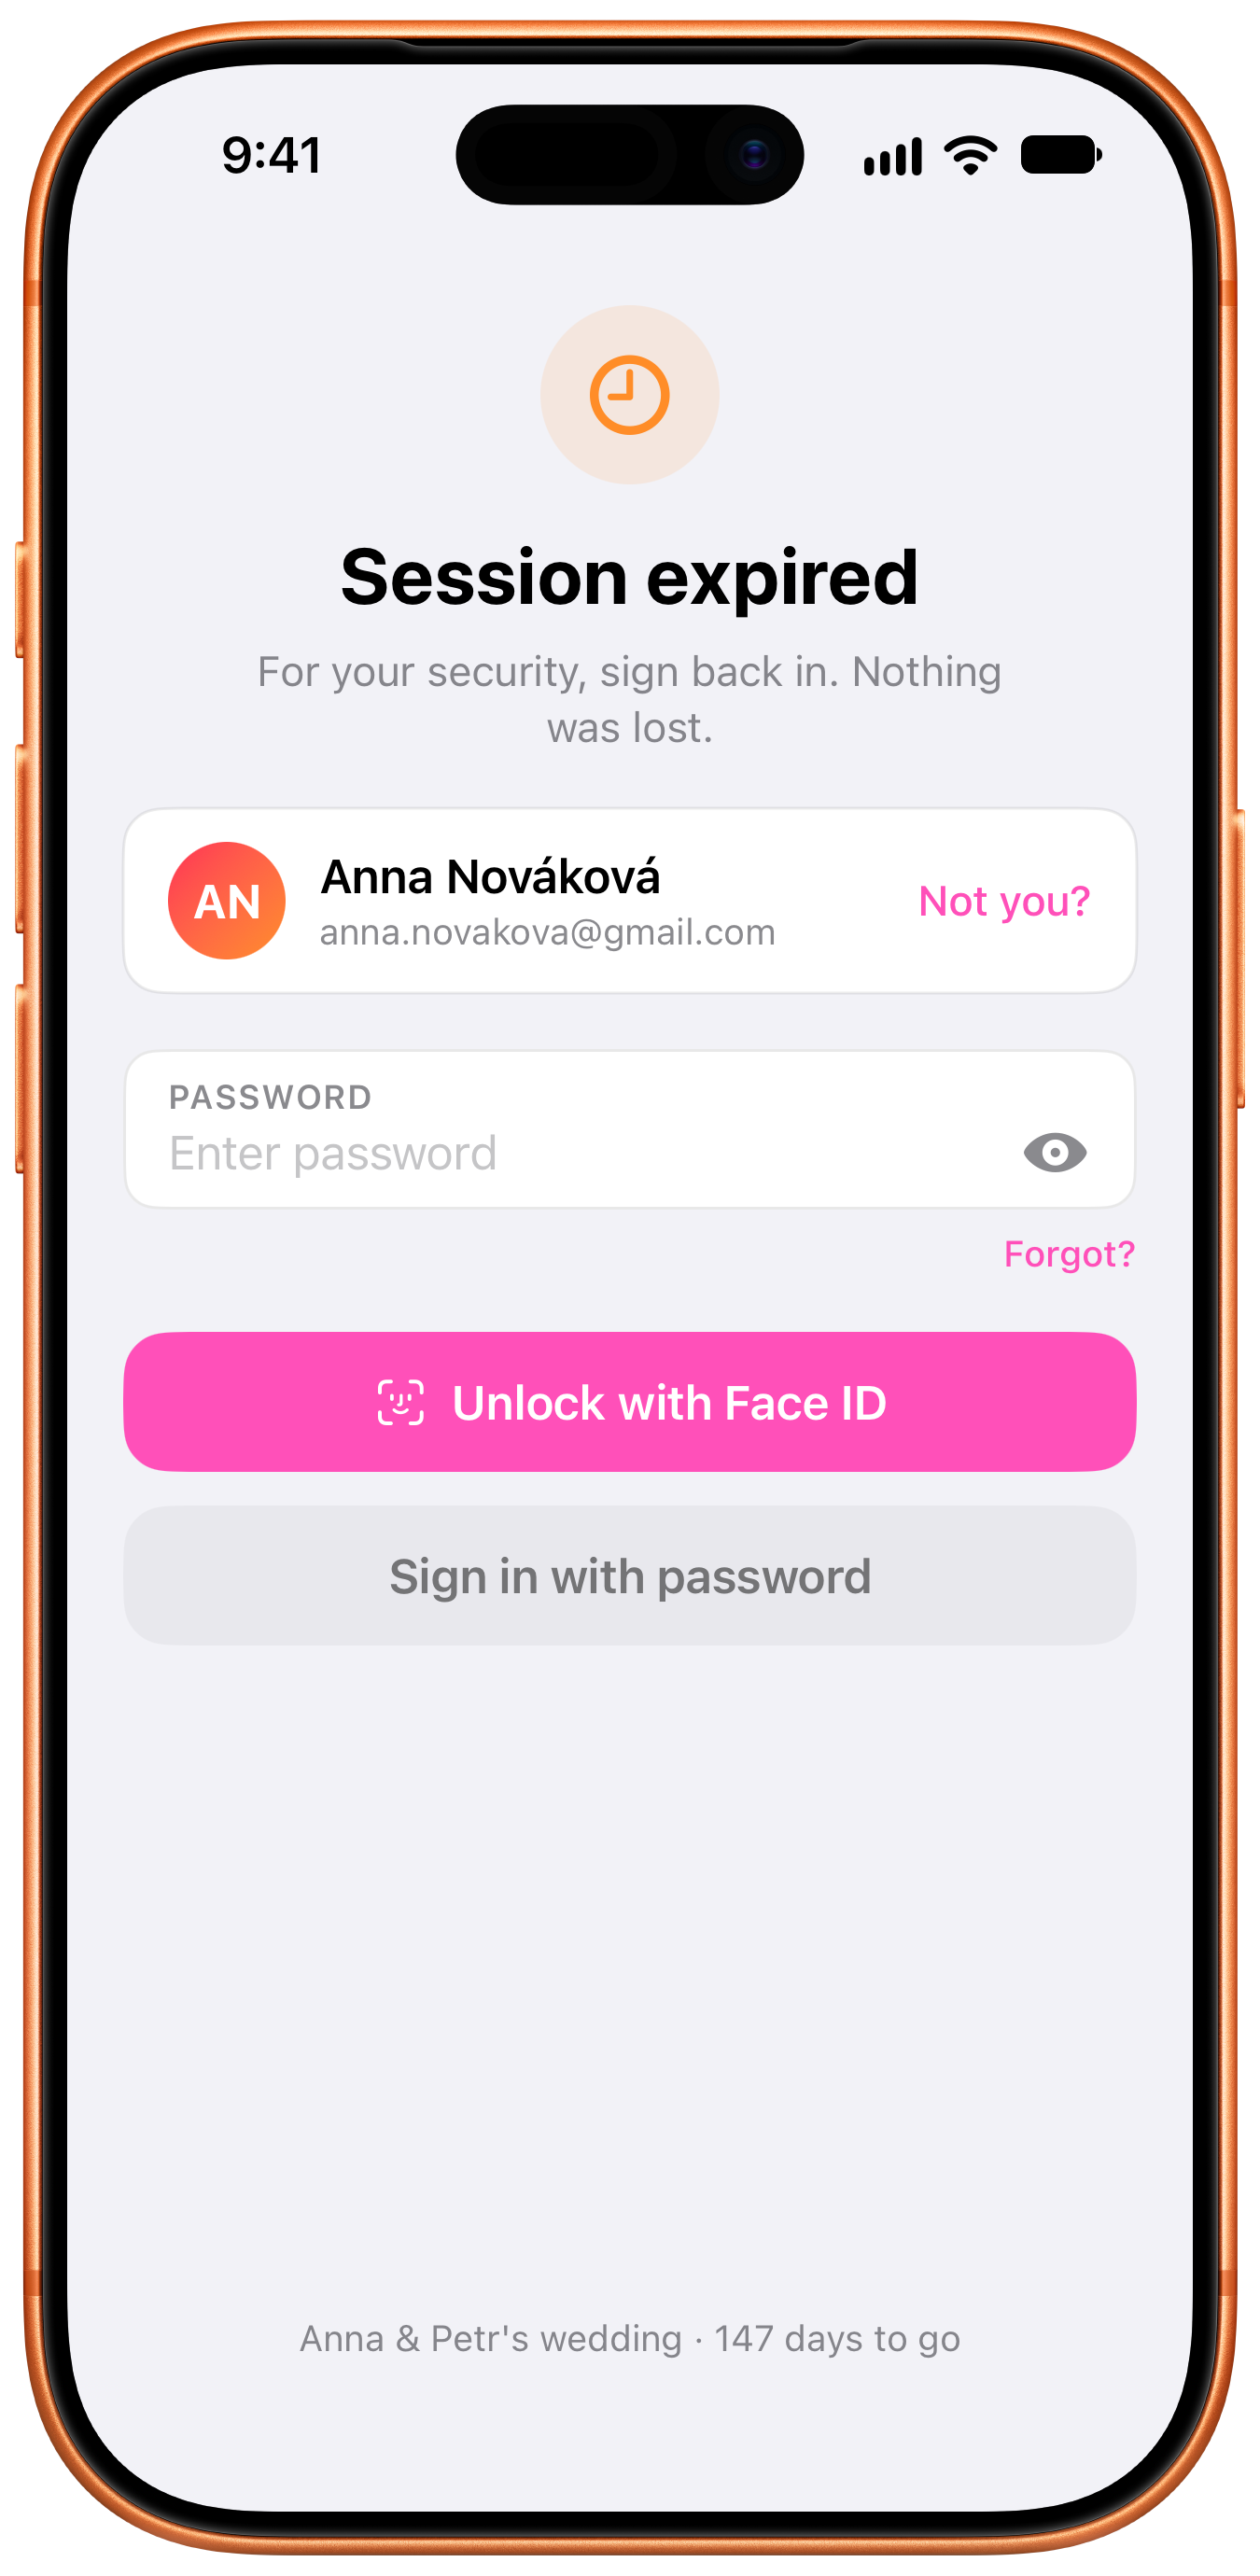 9:41
Session expired
For your security, sign back in. Nothing
was lost.
AN
Anna Nováková
anna.novakova@gmail.com
Not you?
PASSWORD
Enter password
Forgot?
Unlock with Face ID
Sign in with password
Anna & Petr's wedding · 147 days to go